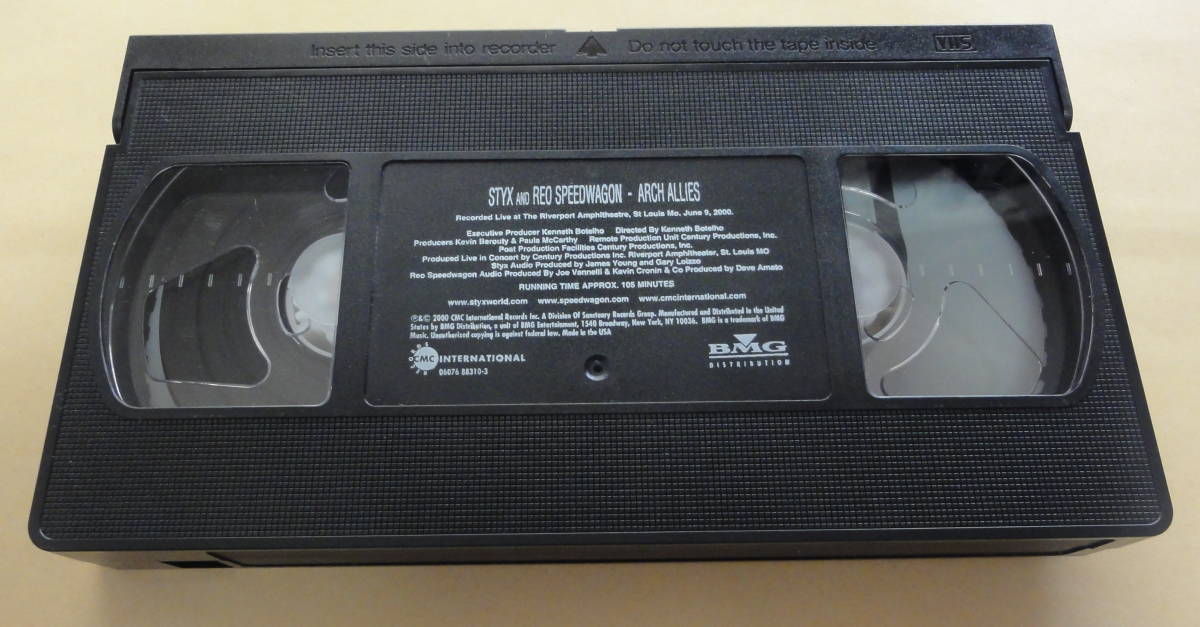 Insert this side into recorder Do not touch the tape inside VHS
STYX AND REO SPEEDWAGON - ARCH ALLIES
Recorded Live at The Riverport Amphitheatre, St Louis Mo. June 9, 2000.
Executive Producer Kenneth Botelho Directed By Kenneth Botelho
Producers Kevin Barouty & Paula McCarthy Remote Production Unit Century Productions, Inc.
Post Production Facilities Century Productions, Inc.
Produced Live in Concert by Century Productions Inc. Riverport Amphitheater, St. Louis MO
Styx Audio Produced by James Young and Gary Loizzo
Reo Speedwagon Audio Produced By Joe Vannelli & Kevin Cronin & Co Produced by Dave Amato
RUNNING TIME APPROX. 105 MINUTES
www.styxworld.com www.speedwagon.com www.cmcinternational.com
℗&© 2000 CMC International Records Inc. A Division Of Sanctuary Records Group. Manufactured and Distributed in the United
States by BMG Distribution, a unit of BMG Entertainment, 1540 Broadway, New York, NY 10036. BMG is a trademark of BMG
Music. Unauthorized copying is against federal law. Made in the USA
CMC INTERNATIONAL
06076 88310-3
BMG
DISTRIBUTION